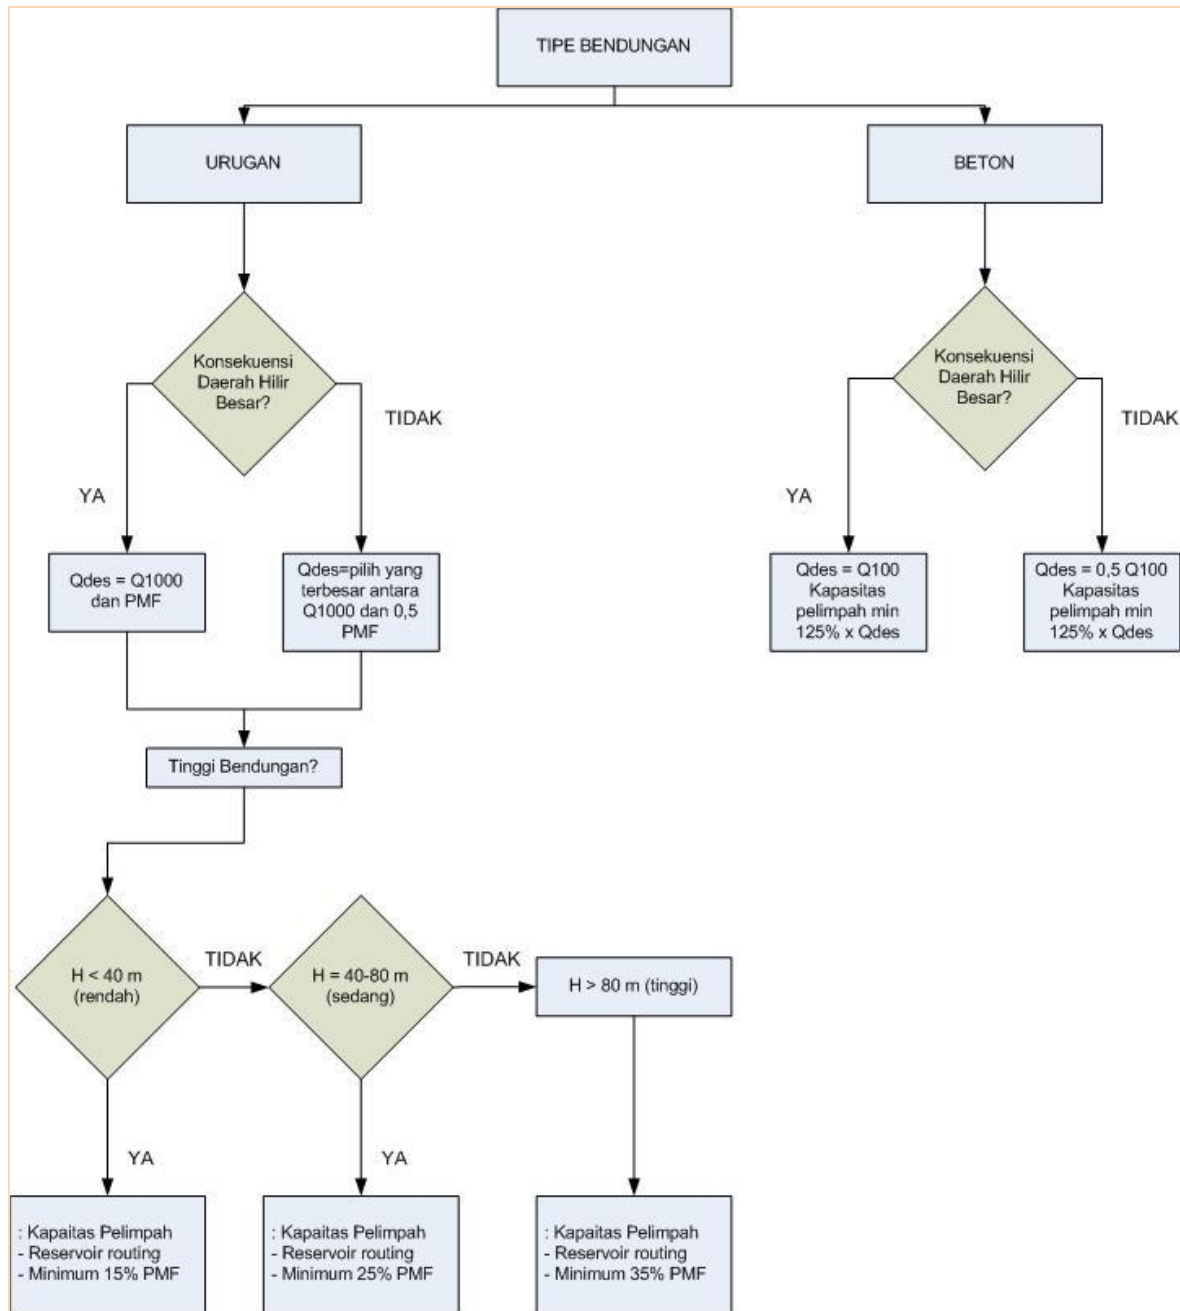 TIPE BENDUNGAN
URUGAN
BETON
Konsekuensi
Daerah Hilir
Besar?
TIDAK
YA
Konsekuensi
Daerah Hilir
Besar?
TIDAK
YA
Qdes = Q1000
dan PMF
Qdes=pilih yang
terbesar antara
Q1000 dan 0,5
PMF
Qdes = Q100
Kapasitas
pelimpah min
125% x Qdes
Qdes = 0,5 Q100
Kapasitas
pelimpah min
125% x Qdes
Tinggi Bendungan?
H < 40 m
(rendah)
TIDAK
H = 40-80 m
(sedang)
TIDAK
H > 80 m (tinggi)
YA
YA
: Kapaitas Pelimpah
- Reservoir routing
- Minimum 15% PMF
: Kapaitas Pelimpah
- Reservoir routing
- Minimum 25% PMF
: Kapaitas Pelimpah
- Reservoir routing
- Minimum 35% PMF